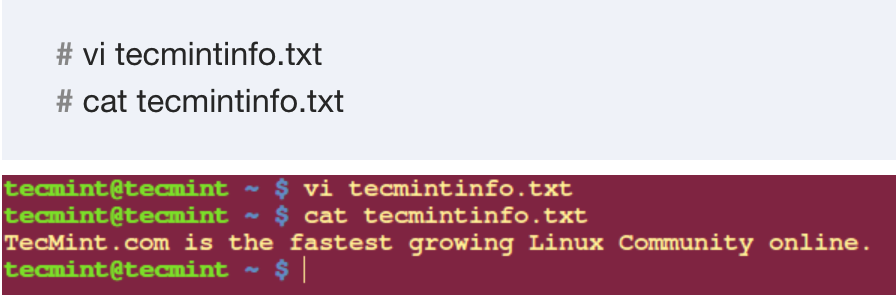 # vi tecmintinfo.txt
# cat tecmintinfo.txt
tecmint@tecmint ~ $ vi tecmintinfo.txt
tecmint@tecmint ~ $ cat tecmintinfo.txt
TecMint.com is the fastest growing Linux Community online.
tecmint@tecmint ~ $